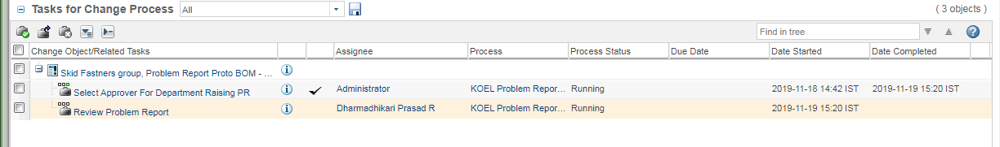 Tasks for Change Process All ( 3 objects )
Find in tree
Change Object/Related Tasks Assignee Process Process Status Due Date Date Started Date Completed
Skid Fastners group, Problem Report Proto BOM - ...
Select Approver For Department Raising PR Administrator KOEL Problem Repor... Running 2019-11-18 14:42 IST 2019-11-19 15:20 IST
Review Problem Report Dharmadhikari Prasad R KOEL Problem Repor... Running 2019-11-19 15:20 IST